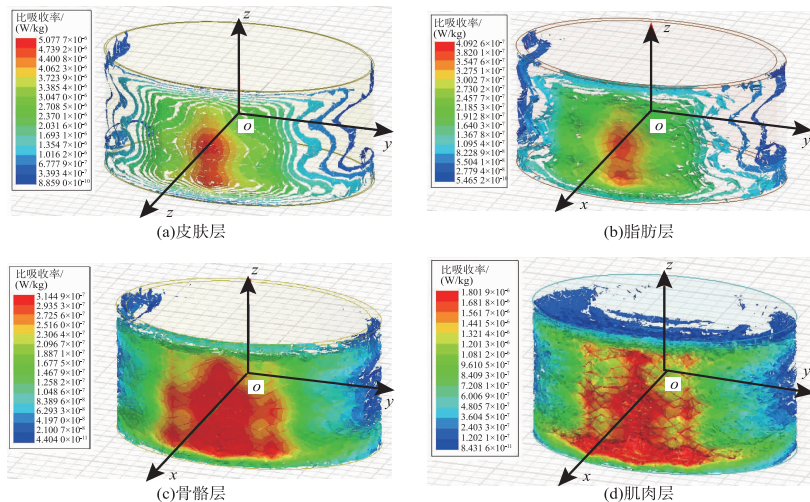 比吸收率/
(W/kg)
5.077 7×10⁻⁶
4.739 2×10⁻⁶
4.400 8×10⁻⁶
4.062 3×10⁻⁶
3.723 9×10⁻⁶
3.385 4×10⁻⁶
3.047 0×10⁻⁶
2.708 5×10⁻⁶
2.370 1×10⁻⁶
2.031 6×10⁻⁶
1.693 1×10⁻⁶
1.354 7×10⁻⁶
1.016 2×10⁻⁶
6.777 9×10⁻⁷
3.393 4×10⁻⁷
8.859 0×10⁻¹⁰
z
o
y
z
(a)皮肤层
比吸收率/
(W/kg)
4.092 6×10⁻⁷
3.820 1×10⁻⁷
3.547 6×10⁻⁷
3.275 1×10⁻⁷
3.002 7×10⁻⁷
2.730 2×10⁻⁷
2.457 7×10⁻⁷
2.185 3×10⁻⁷
1.912 8×10⁻⁷
1.640 3×10⁻⁷
1.367 8×10⁻⁷
1.095 4×10⁻⁷
8.228 9×10⁻⁸
5.504 1×10⁻⁸
2.779 4×10⁻⁸
5.465 2×10⁻¹⁰
z
o
y
x
(b)脂肪层
比吸收率/
(W/kg)
3.144 9×10⁻⁷
2.935 3×10⁻⁷
2.725 6×10⁻⁷
2.516 0×10⁻⁷
2.306 4×10⁻⁷
2.096 7×10⁻⁷
1.887 1×10⁻⁷
1.677 5×10⁻⁷
1.467 9×10⁻⁷
1.258 2×10⁻⁷
1.048 6×10⁻⁷
8.389 6×10⁻⁸
6.293 3×10⁻⁸
4.197 0×10⁻⁸
2.100 7×10⁻⁸
4.404 0×10⁻¹¹
z
o
y
x
(c)骨骼层
比吸收率/
(W/kg)
1.801 9×10⁻⁶
1.681 8×10⁻⁶
1.561 7×10⁻⁶
1.441 5×10⁻⁶
1.321 4×10⁻⁶
1.201 3×10⁻⁶
1.081 2×10⁻⁶
9.610 5×10⁻⁷
8.409 3×10⁻⁷
7.208 1×10⁻⁷
6.006 9×10⁻⁷
4.805 7×10⁻⁷
3.604 5×10⁻⁷
2.403 3×10⁻⁷
1.202 1×10⁻⁷
8.431 6×10⁻¹¹
z
o
y
x
(d)肌肉层